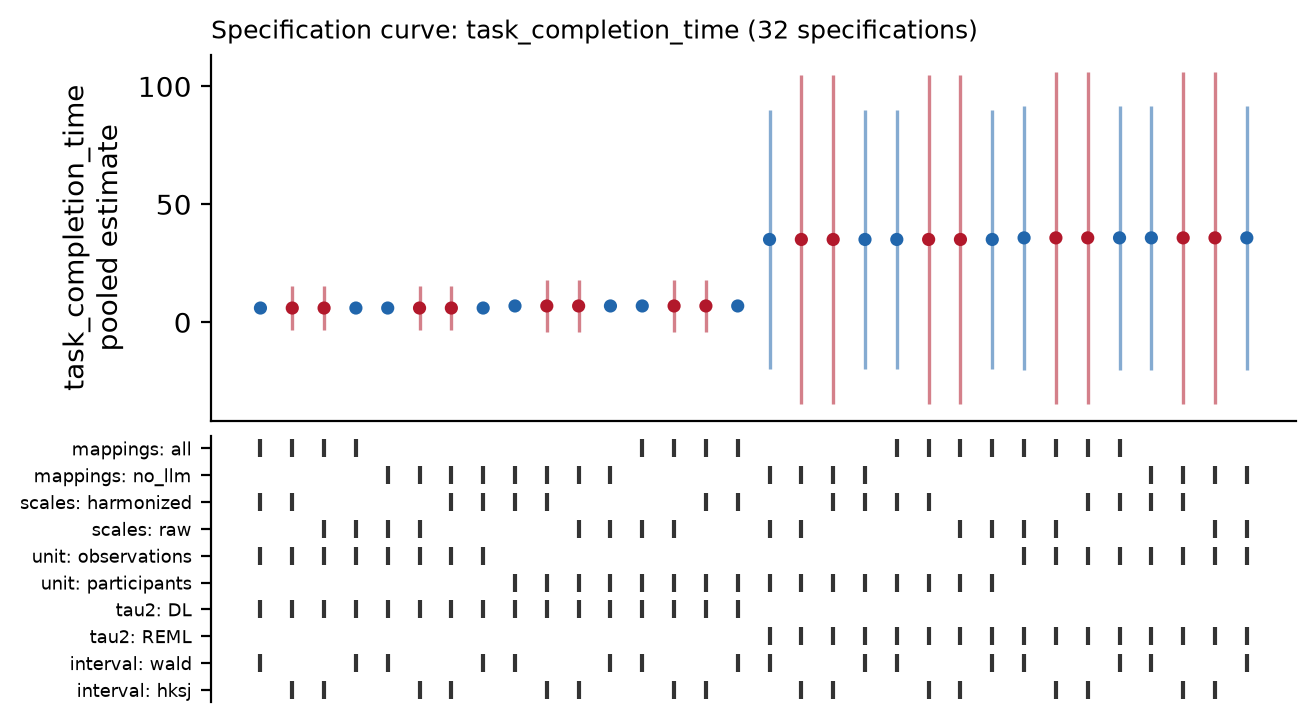 Specification curve: task_completion_time (32 specifications)
task_completion_time
pooled estimate
100
50
0
mappings: all
mappings: no_llm
scales: harmonized
scales: raw
unit: observations
unit: participants
tau2: DL
tau2: REML
interval: wald
interval: hksj